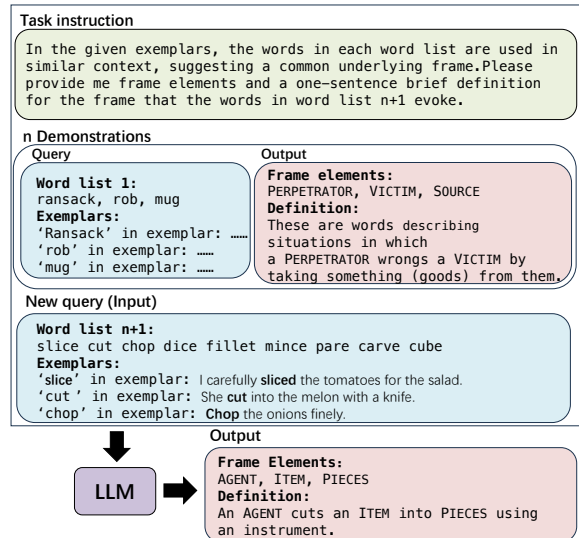 Task instruction
In the given exemplars, the words in each word list are used in
similar context, suggesting a common underlying frame.Please
provide me frame elements and a one-sentence brief definition
for the frame that the words in word list n+1 evoke.
n Demonstrations
Query
Word list 1:
ransack, rob, mug
Exemplars:
‘Ransack’ in exemplar: ……
‘rob’ in exemplar: ……
‘mug’ in exemplar: ……
Output
Frame elements:
PERPETRATOR, VICTIM, SOURCE
Definition:
These are words describing
situations in which
a PERPETRATOR wrongs a VICTIM by
taking something (goods) from them.
New query (Input)
Word list n+1:
slice cut chop dice fillet mince pare carve cube
Exemplars:
‘slice’ in exemplar: I carefully sliced the tomatoes for the salad.
‘cut ’ in exemplar: She cut into the melon with a knife.
‘chop’ in exemplar: Chop the onions finely.
LLM
Output
Frame Elements:
AGENT, ITEM, PIECES
Definition:
An AGENT cuts an ITEM into PIECES using
an instrument.